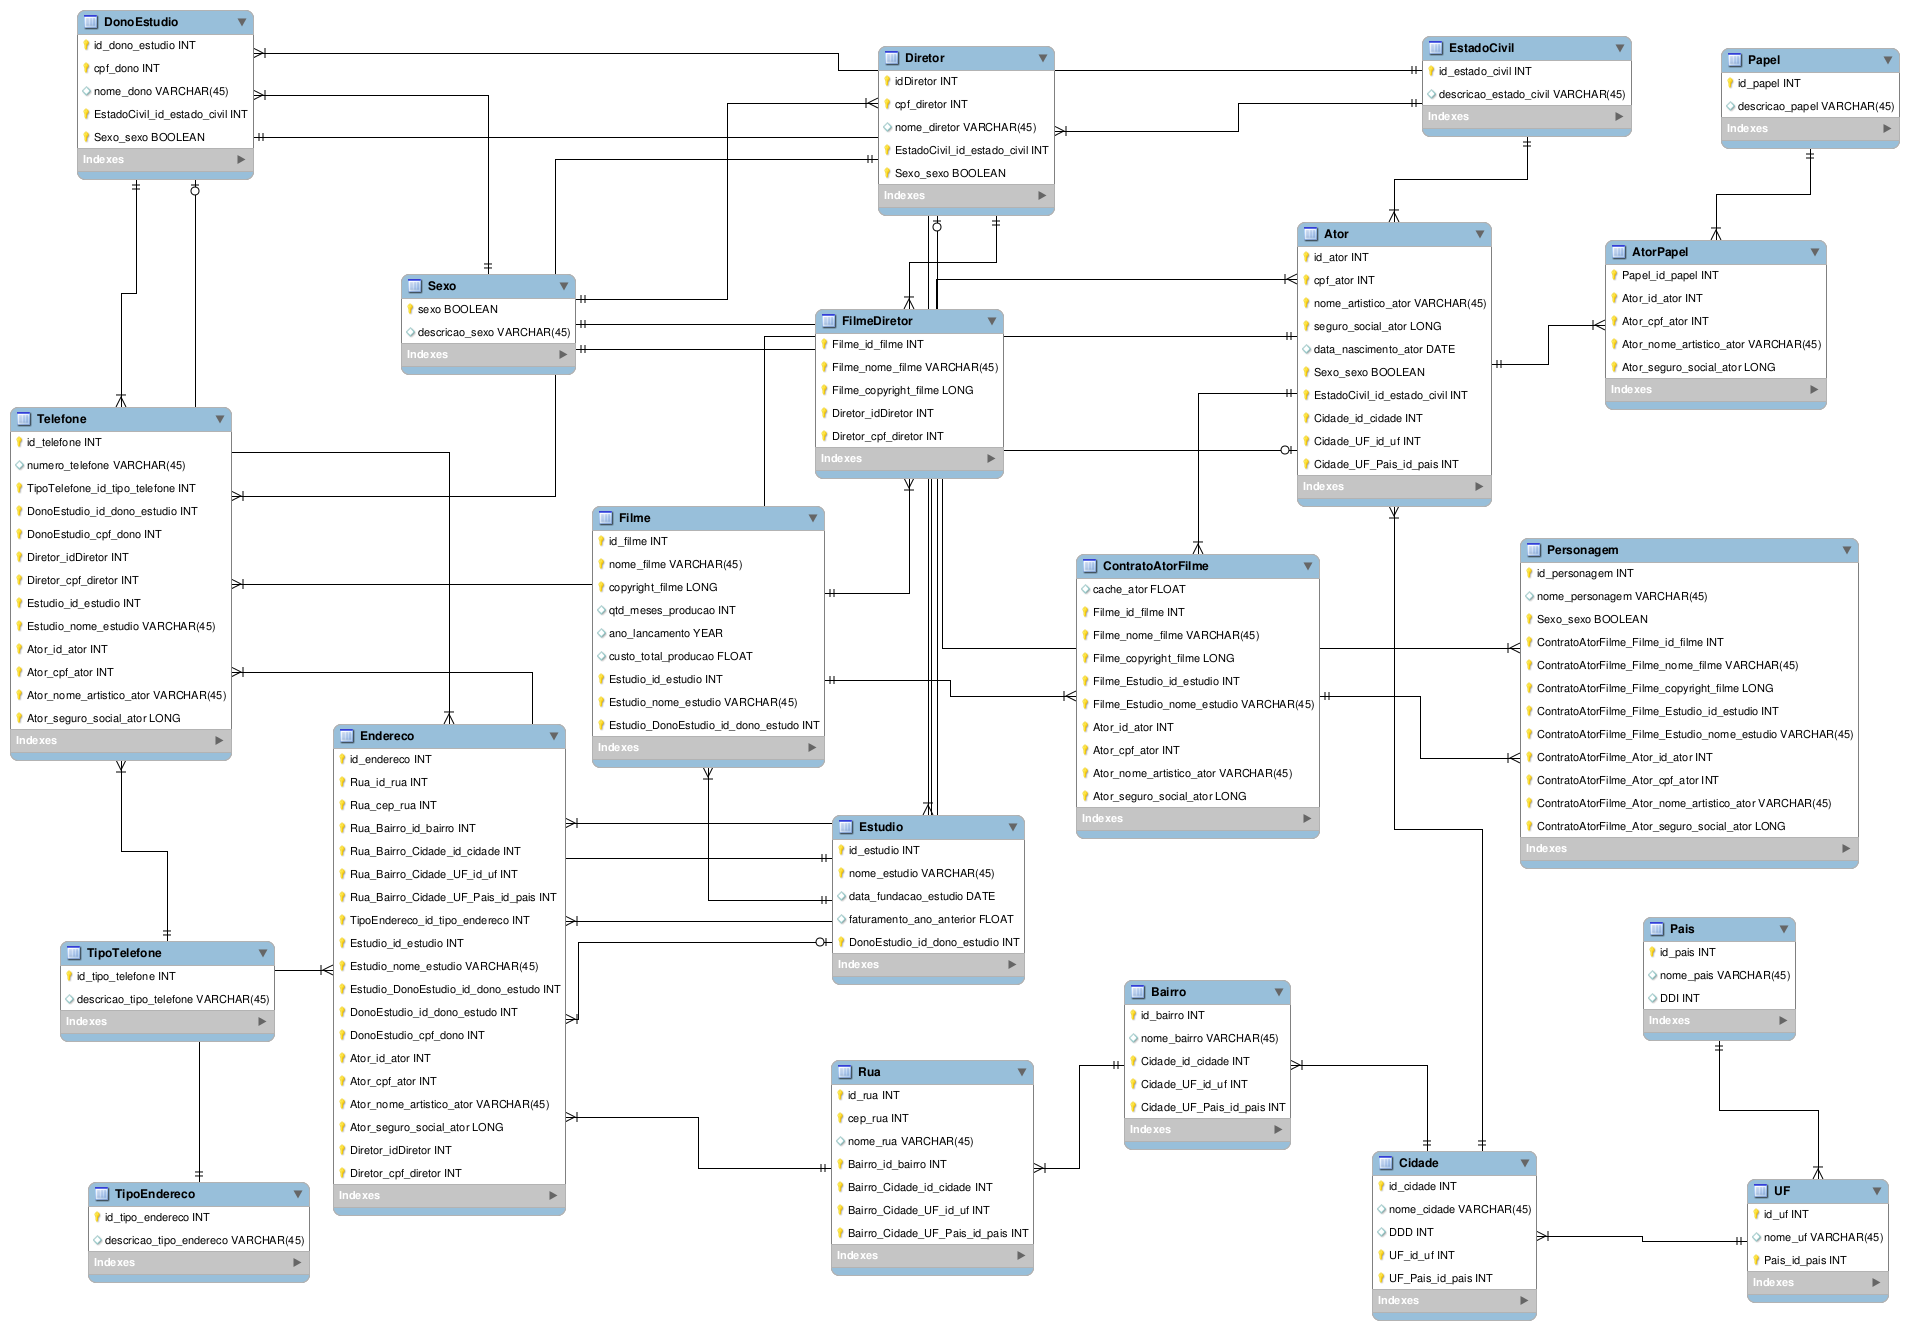 DonoEstudio
id_dono_estudio INT
cpf_dono INT
nome_dono VARCHAR(45)
EstadoCivil_id_estado_civil INT
Sexo_sexo BOOLEAN
Indexes
Diretor
idDiretor INT
cpf_diretor INT
nome_diretor VARCHAR(45)
EstadoCivil_id_estado_civil INT
Sexo_sexo BOOLEAN
Indexes
EstadoCivil
id_estado_civil INT
descricao_estado_civil VARCHAR(45)
Indexes
Papel
id_papel INT
descricao_papel VARCHAR(45)
Indexes
Sexo
sexo BOOLEAN
descricao_sexo VARCHAR(45)
Indexes
FilmeDiretor
Filme_id_filme INT
Filme_nome_filme VARCHAR(45)
Filme_copyright_filme LONG
Diretor_idDiretor INT
Diretor_cpf_diretor INT
Indexes
Ator
id_ator INT
cpf_ator INT
nome_artistico_ator VARCHAR(45)
seguro_social_ator LONG
data_nascimento_ator DATE
Sexo_sexo BOOLEAN
EstadoCivil_id_estado_civil INT
Cidade_id_cidade INT
Cidade_UF_id_uf INT
Cidade_UF_Pais_id_pais INT
Indexes
AtorPapel
Papel_id_papel INT
Ator_id_ator INT
Ator_cpf_ator INT
Ator_nome_artistico_ator VARCHAR(45)
Ator_seguro_social_ator LONG
Indexes
Telefone
id_telefone INT
numero_telefone VARCHAR(45)
TipoTelefone_id_tipo_telefone INT
DonoEstudio_id_dono_estudio INT
DonoEstudio_cpf_dono INT
Diretor_idDiretor INT
Diretor_cpf_diretor INT
Estudio_id_estudio INT
Estudio_nome_estudio VARCHAR(45)
Ator_id_ator INT
Ator_cpf_ator INT
Ator_nome_artistico_ator VARCHAR(45)
Ator_seguro_social_ator LONG
Indexes
Filme
id_filme INT
nome_filme VARCHAR(45)
copyright_filme LONG
qtd_meses_producao INT
ano_lancamento YEAR
custo_total_producao FLOAT
Estudio_id_estudio INT
Estudio_nome_estudio VARCHAR(45)
Estudio_DonoEstudio_id_dono_estudo INT
Indexes
ContratoAtorFilme
cache_ator FLOAT
Filme_id_filme INT
Filme_nome_filme VARCHAR(45)
Filme_copyright_filme LONG
Filme_Estudio_id_estudio INT
Filme_Estudio_nome_estudio VARCHAR(45)
Ator_id_ator INT
Ator_cpf_ator INT
Ator_nome_artistico_ator VARCHAR(45)
Ator_seguro_social_ator LONG
Indexes
Personagem
id_personagem INT
nome_personagem VARCHAR(45)
Sexo_sexo BOOLEAN
ContratoAtorFilme_Filme_id_filme INT
ContratoAtorFilme_Filme_nome_filme VARCHAR(45)
ContratoAtorFilme_Filme_copyright_filme LONG
ContratoAtorFilme_Filme_Estudio_id_estudio INT
ContratoAtorFilme_Filme_Estudio_nome_estudio VARCHAR(45)
ContratoAtorFilme_Ator_id_ator INT
ContratoAtorFilme_Ator_cpf_ator INT
ContratoAtorFilme_Ator_nome_artistico_ator VARCHAR(45)
ContratoAtorFilme_Ator_seguro_social_ator LONG
Indexes
Endereco
id_endereco INT
Rua_id_rua INT
Rua_cep_rua INT
Rua_Bairro_id_bairro INT
Rua_Bairro_Cidade_id_cidade INT
Rua_Bairro_Cidade_UF_id_uf INT
Rua_Bairro_Cidade_UF_Pais_id_pais INT
TipoEndereco_id_tipo_endereco INT
Estudio_id_estudio INT
Estudio_nome_estudio VARCHAR(45)
Estudio_DonoEstudio_id_dono_estudo INT
DonoEstudio_id_dono_estudo INT
DonoEstudio_cpf_dono INT
Ator_id_ator INT
Ator_cpf_ator INT
Ator_nome_artistico_ator VARCHAR(45)
Ator_seguro_social_ator LONG
Diretor_idDiretor INT
Diretor_cpf_diretor INT
Indexes
Estudio
id_estudio INT
nome_estudio VARCHAR(45)
data_fundacao_estudio DATE
faturamento_ano_anterior FLOAT
DonoEstudio_id_dono_estudio INT
Indexes
TipoTelefone
id_tipo_telefone INT
descricao_tipo_telefone VARCHAR(45)
Indexes
Pais
id_pais INT
nome_pais VARCHAR(45)
DDI INT
Indexes
Bairro
id_bairro INT
nome_bairro VARCHAR(45)
Cidade_id_cidade INT
Cidade_UF_id_uf INT
Cidade_UF_Pais_id_pais INT
Indexes
Rua
id_rua INT
cep_rua INT
nome_rua VARCHAR(45)
Bairro_id_bairro INT
Bairro_Cidade_id_cidade INT
Bairro_Cidade_UF_id_uf INT
Bairro_Cidade_UF_Pais_id_pais INT
Indexes
TipoEndereco
id_tipo_endereco INT
descricao_tipo_endereco VARCHAR(45)
Indexes
Cidade
id_cidade INT
nome_cidade VARCHAR(45)
DDD INT
UF_id_uf INT
UF_Pais_id_pais INT
Indexes
UF
id_uf INT
nome_uf VARCHAR(45)
Pais_id_pais INT
Indexes